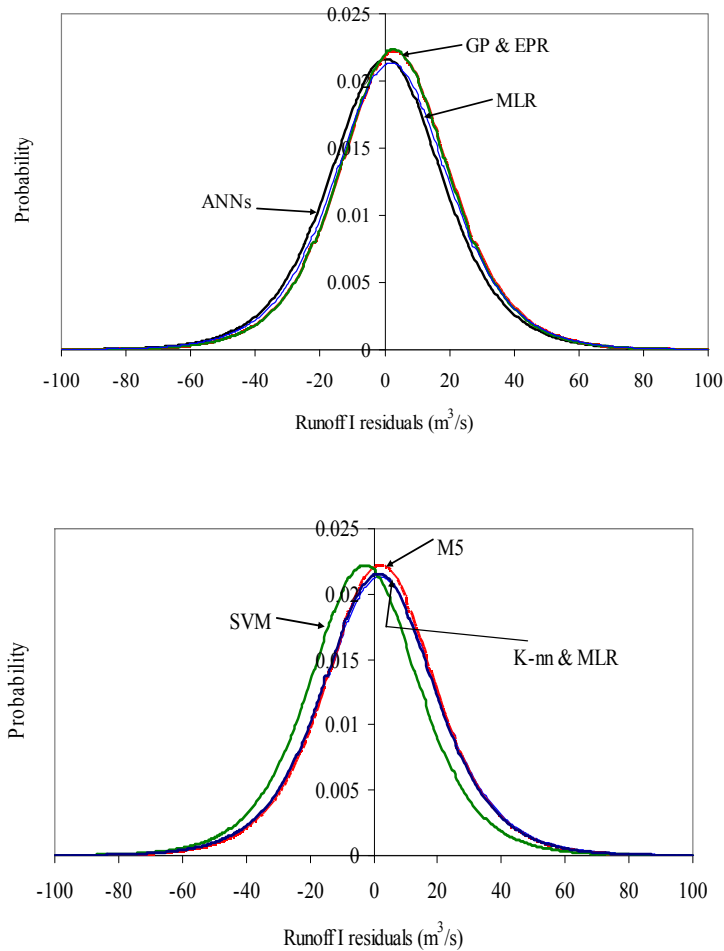 0.025
GP & EPR
0.02
MLR
0.015
Probability
ANNs
0.01
0.005
0
-100 -80 -60 -40 -20 0 20 40 60 80 100
Runoff I residuals (m³/s)
0.025
M5
0.02
SVM
K-nn & MLR
0.015
Probability
0.01
0.005
0
-100 -80 -60 -40 -20 0 20 40 60 80 100
Runoff I residuals (m³/s)